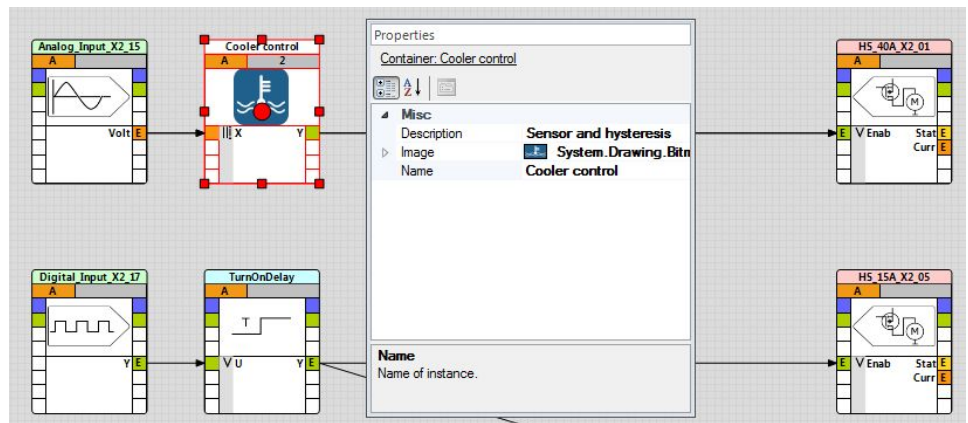 Analog_Input_X2_15
A
Volt E
Cooler control
A 2
X Y
Properties
Container: Cooler control
Misc
Description Sensor and hysteresis
Image System.Drawing.Bitm
Name Cooler control
Name
Name of instance.
HS_40A_X2_01
A
M
E V Enab Stat E
Curr E
Digital_Input_X2_17
A
Y E
TurnOnDelay
A
T
V U Y E
HS_15A_X2_05
A
M
E V Enab Stat E
Curr E